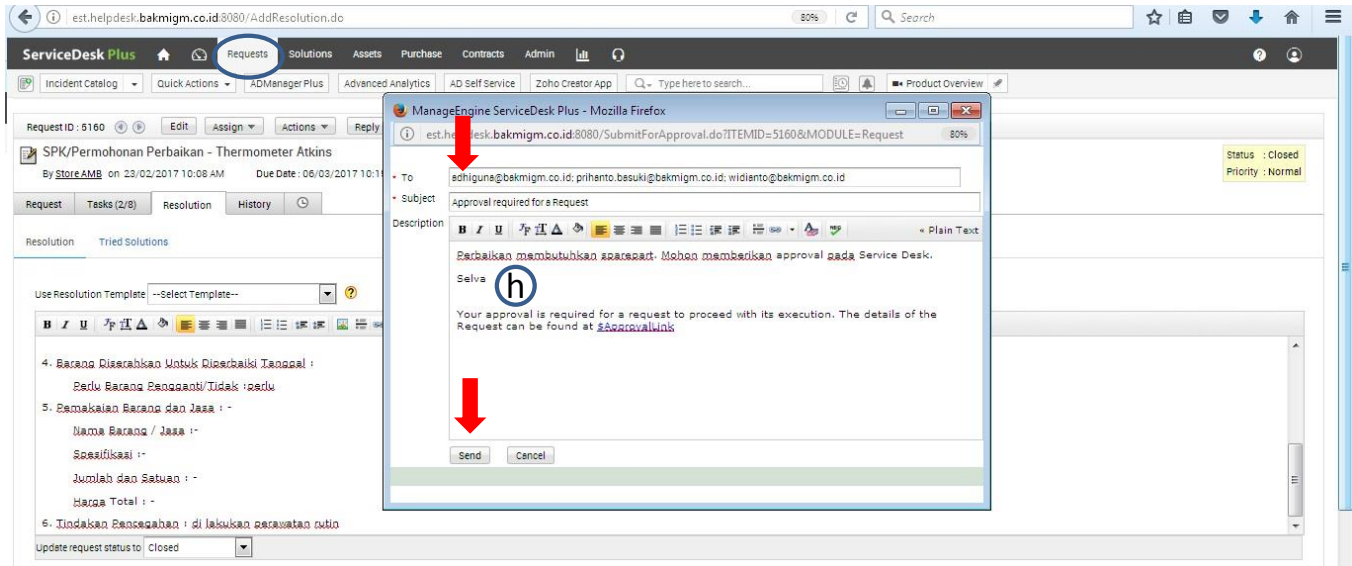 est.helpdesk.bakmigm.co.id:8080/AddResolution.do 80% Search
ServiceDesk Plus Requests Solutions Assets Purchase Contracts Admin
Incident Catalog Quick Actions ADManager Plus Advanced Analytics AD Self Service Zoho Creator App Type here to search... Product Overview
ManageEngine ServiceDesk Plus - Mozilla Firefox
est.helpdesk.bakmigm.co.id:8080/SubmitForApproval.do?ITEMID=5160&MODULE=Request 80%
To adhiguna@bakmigm.co.id; prihanto.basuki@bakmigm.co.id; widianto@bakmigm.co.id
Subject Approval required for a Request
Description B I U « Plain Text
Perbaikan membutuhkan sparepart. Mohon memberikan approval pada Service Desk.
Selva
h
Your approval is required for a request to proceed with its execution. The details of the
Request can be found at $ApprovalLink
Send Cancel
Request ID : 5160 Edit Assign Actions Reply
SPK/Permohonan Perbaikan - Thermometer Atkins
By Store AMB on 23/02/2017 10:08 AM Due Date : 06/03/2017
Status : Closed
Priority : Normal
Request Tasks (2/8) Resolution History
Resolution Tried Solutions
Use Resolution Template --Select Template--
B I U
4. Barang Diserahkan Untuk Diperbaiki Tanggal :
Perlu Barang Pengganti/Tidak :perlu
5. Pemakaian Barang dan Jasa : -
Nama Barang / Jasa :-
Spesifikasi :-
Jumlah dan Satuan : -
Harga Total : -
6. Tindakan Pencegahan : di lakukan perawatan rutin
Update request status to Closed